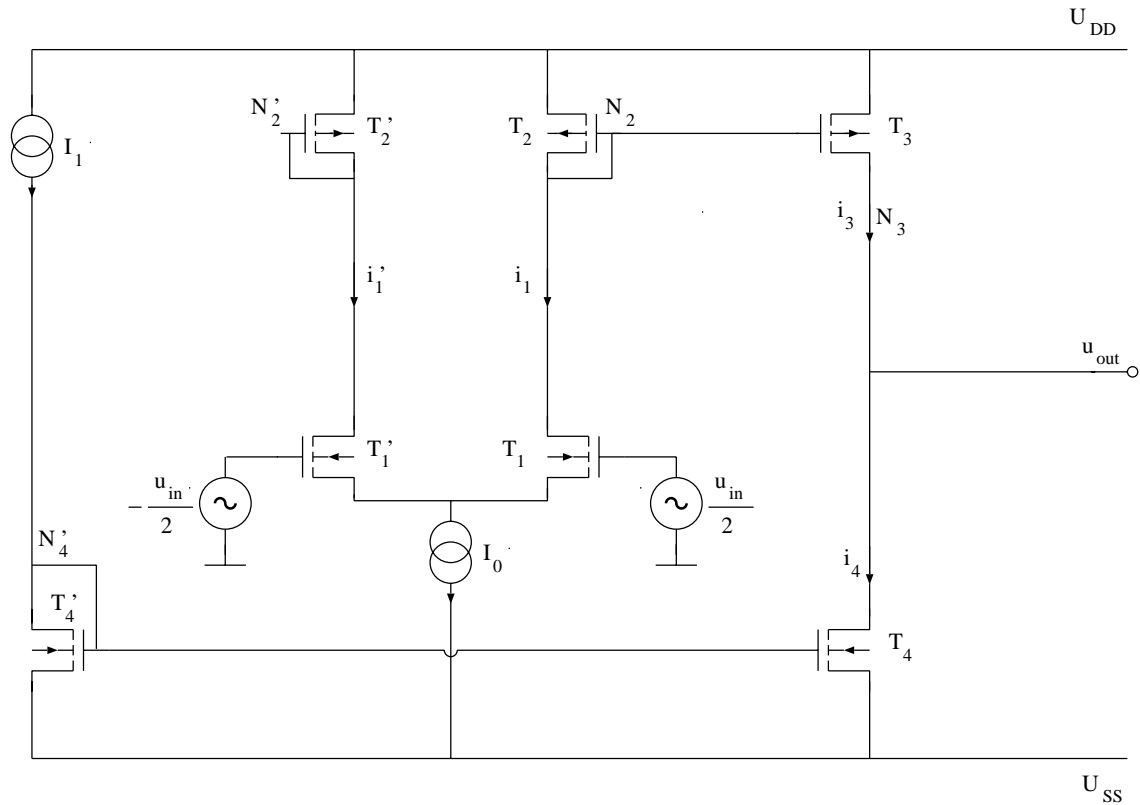 U_DD
N_2'
T_2'
T_2
N_2
T_3
I_1
i_3
N_3
i_1'
i_1
u_out
T_1'
T_1
- u_in/2
u_in/2
N_4'
I_0
i_4
T_4'
T_4
U_SS